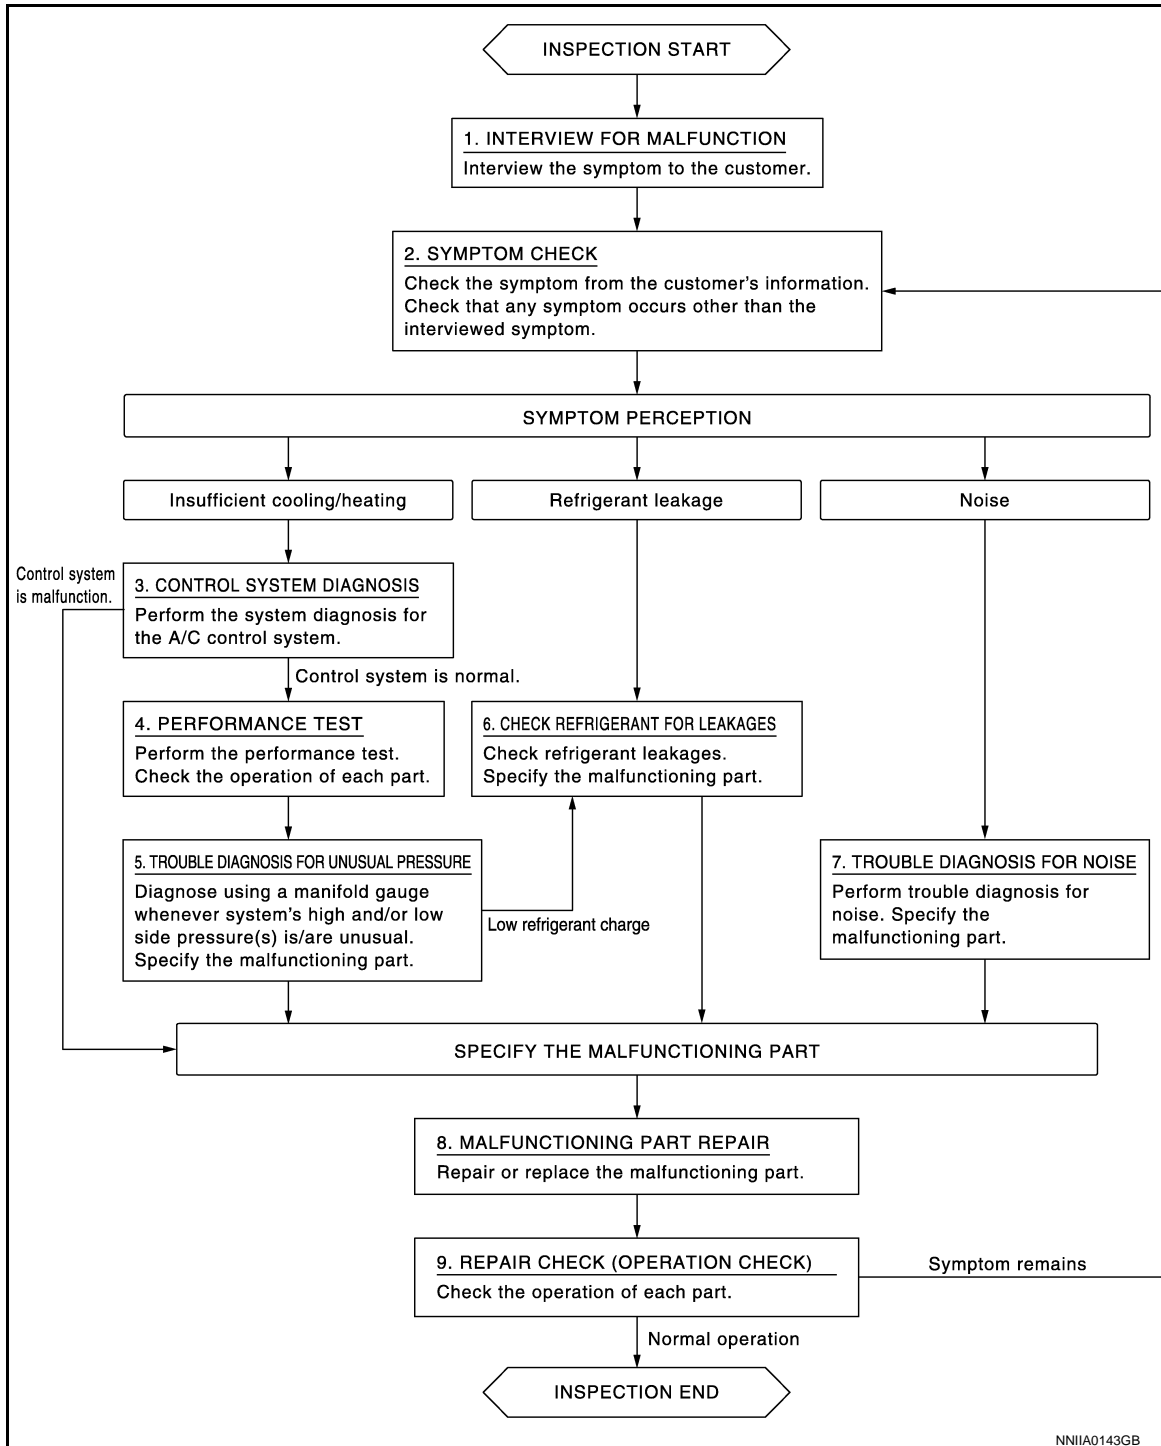 INSPECTION START
1. INTERVIEW FOR MALFUNCTION
Interview the symptom to the customer.
2. SYMPTOM CHECK
Check the symptom from the customer's information.
Check that any symptom occurs other than the
interviewed symptom.
SYMPTOM PERCEPTION
Insufficient cooling/heating
Refrigerant leakage
Noise
Control system
is malfunction.
3. CONTROL SYSTEM DIAGNOSIS
Perform the system diagnosis for
the A/C control system.
Control system is normal.
4. PERFORMANCE TEST
Perform the performance test.
Check the operation of each part.
6. CHECK REFRIGERANT FOR LEAKAGES
Check refrigerant leakages.
Specify the malfunctioning part.
5. TROUBLE DIAGNOSIS FOR UNUSUAL PRESSURE
Diagnose using a manifold gauge
whenever system's high and/or low
side pressure(s) is/are unusual.
Specify the malfunctioning part.
Low refrigerant charge
7. TROUBLE DIAGNOSIS FOR NOISE
Perform trouble diagnosis for
noise. Specify the
malfunctioning part.
SPECIFY THE MALFUNCTIONING PART
8. MALFUNCTIONING PART REPAIR
Repair or replace the malfunctioning part.
9. REPAIR CHECK (OPERATION CHECK)
Check the operation of each part.
Symptom remains
Normal operation
INSPECTION END
NNIIA0143GB